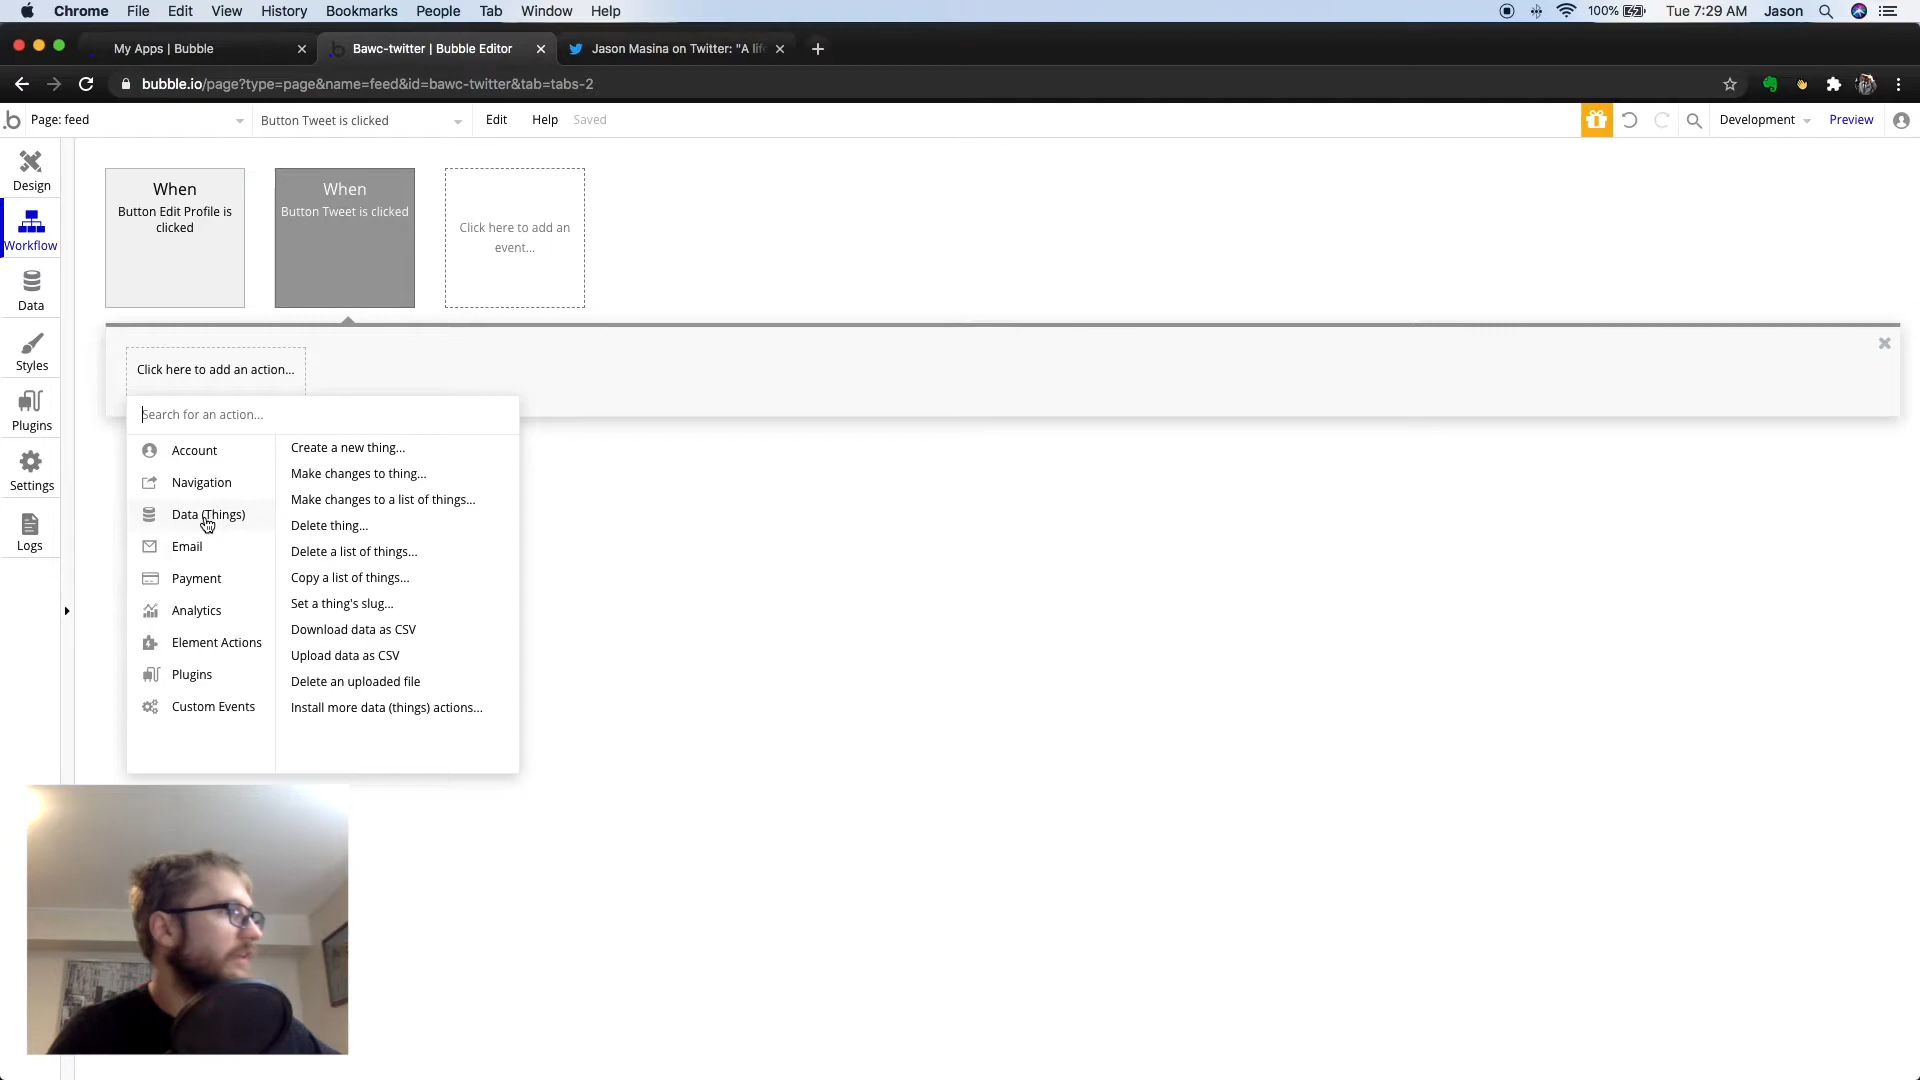 Chrome File Edit View History Bookmarks People Tab Window Help 100% Tue 7:29 AM Jason
My Apps | Bubble
Bawc-twitter | Bubble Editor
Jason Masina on Twitter: "A lif
bubble.io/page?type=page&name=feed&id=bawc-twitter&tab=tabs-2
Page: feed
Button Tweet is clicked
Edit Help Saved
Development
Preview
Design
Workflow
Data
Styles
Plugins
Settings
Logs
When
Button Edit Profile is
clicked
When
Button Tweet is clicked
Click here to add an
event...
Click here to add an action...
Search for an action...
Account
Navigation
Data (Things)
Email
Payment
Analytics
Element Actions
Plugins
Custom Events
Create a new thing...
Make changes to thing...
Make changes to a list of things...
Delete thing...
Delete a list of things...
Copy a list of things...
Set a thing's slug...
Download data as CSV
Upload data as CSV
Delete an uploaded file
Install more data (things) actions...